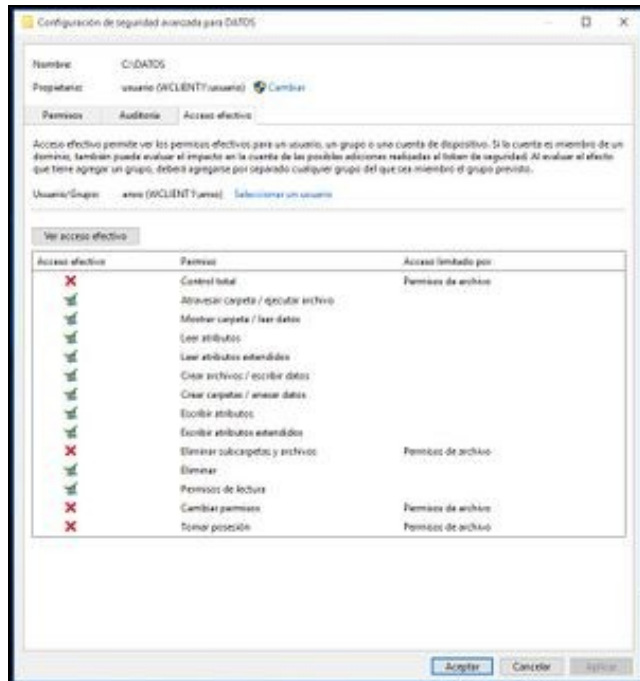 Configuración de seguridad avanzada para DATOS
Nombre: C:\DATOS
Propietario: usuario (WCLIENT1\usuario) Cambiar
Permisos Auditoría Acceso efectivo
Acceso efectivo permite ver los permisos efectivos para un usuario, un grupo o una cuenta de dispositivo. Si la cuenta es miembro de un
dominio, también puede evaluar el impacto en la cuenta de las posibles adiciones realizadas al token de seguridad. Al evaluar el efecto
que tiene agregar un grupo, deberá agregarse por separado cualquier grupo del que sea miembro el grupo previsto.
Usuario/Grupo: Seleccionar un usuario
Ver acceso efectivo
Acceso efectivo Permiso Acceso limitado por
Control total Permisos de archivo
Atravesar carpeta / ejecutar archivo
Mostrar carpeta / leer datos
Leer atributos
Leer atributos extendidos
Crear archivos / escribir datos
Crear carpetas / anexar datos
Escribir atributos
Escribir atributos extendidos
Eliminar subcarpetas y archivos Permisos de archivo
Eliminar
Permisos de lectura
Cambiar permisos Permisos de archivo
Tomar posesión Permisos de archivo
Aceptar Cancelar Aplicar